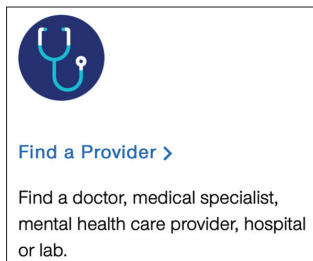 Find a Provider >
Find a doctor, medical specialist,
mental health care provider, hospital
or lab.